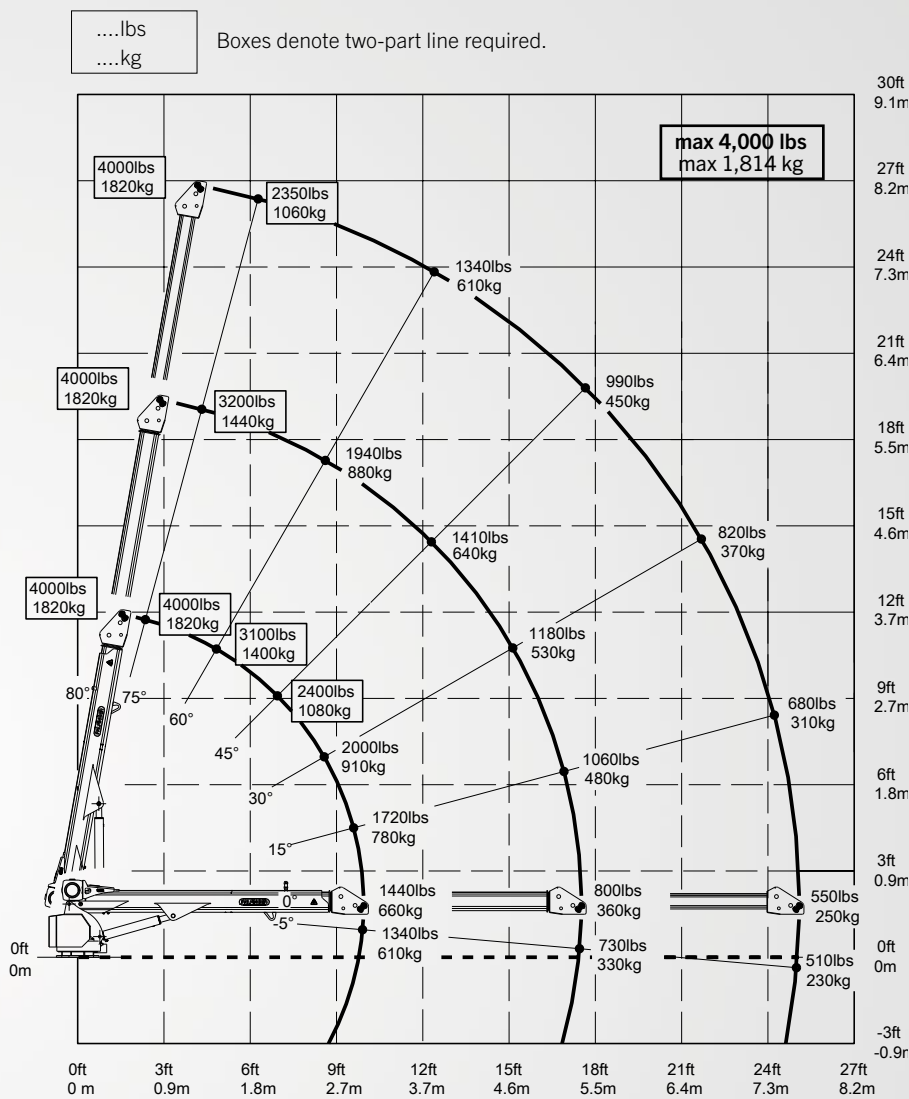 ....lbs
....kg
Boxes denote two-part line required.
30ft
9.1m
max 4,000 lbs
max 1,814 kg
4000lbs
1820kg
27ft
8.2m
2350lbs
1060kg
24ft
7.3m
1340lbs
610kg
21ft
6.4m
4000lbs
1820kg
990lbs
450kg
3200lbs
1440kg
18ft
5.5m
1940lbs
880kg
15ft
4.6m
1410lbs
640kg
820lbs
370kg
12ft
3.7m
4000lbs
1820kg
4000lbs
1820kg
3100lbs
1400kg
1180lbs
530kg
80°
75°
60°
45°
30°
15°
0°
-5°
2400lbs
1080kg
9ft
2.7m
680lbs
310kg
2000lbs
910kg
1060lbs
480kg
6ft
1.8m
1720lbs
780kg
3ft
0.9m
1440lbs
660kg
800lbs
360kg
550lbs
250kg
1340lbs
610kg
730lbs
330kg
510lbs
230kg
0ft
0m
0ft
0m
-3ft
-0.9m
0ft 3ft 6ft 9ft 12ft 15ft 18ft 21ft 24ft 27ft
0 m 0.9m 1.8m 2.7m 3.7m 4.6m 5.5m 6.4m 7.3m 8.2m